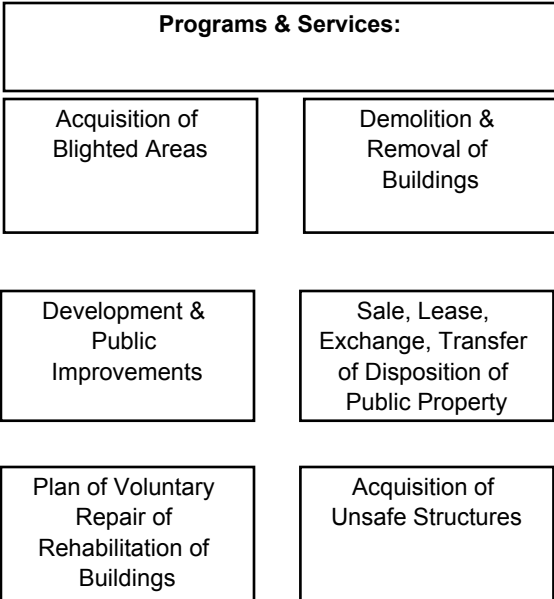 Programs & Services:
Acquisition of
Blighted Areas
Demolition &
Removal of
Buildings
Development &
Public
Improvements
Sale, Lease,
Exchange, Transfer
of Disposition of
Public Property
Plan of Voluntary
Repair of
Rehabilitation of
Buildings
Acquisition of
Unsafe Structures